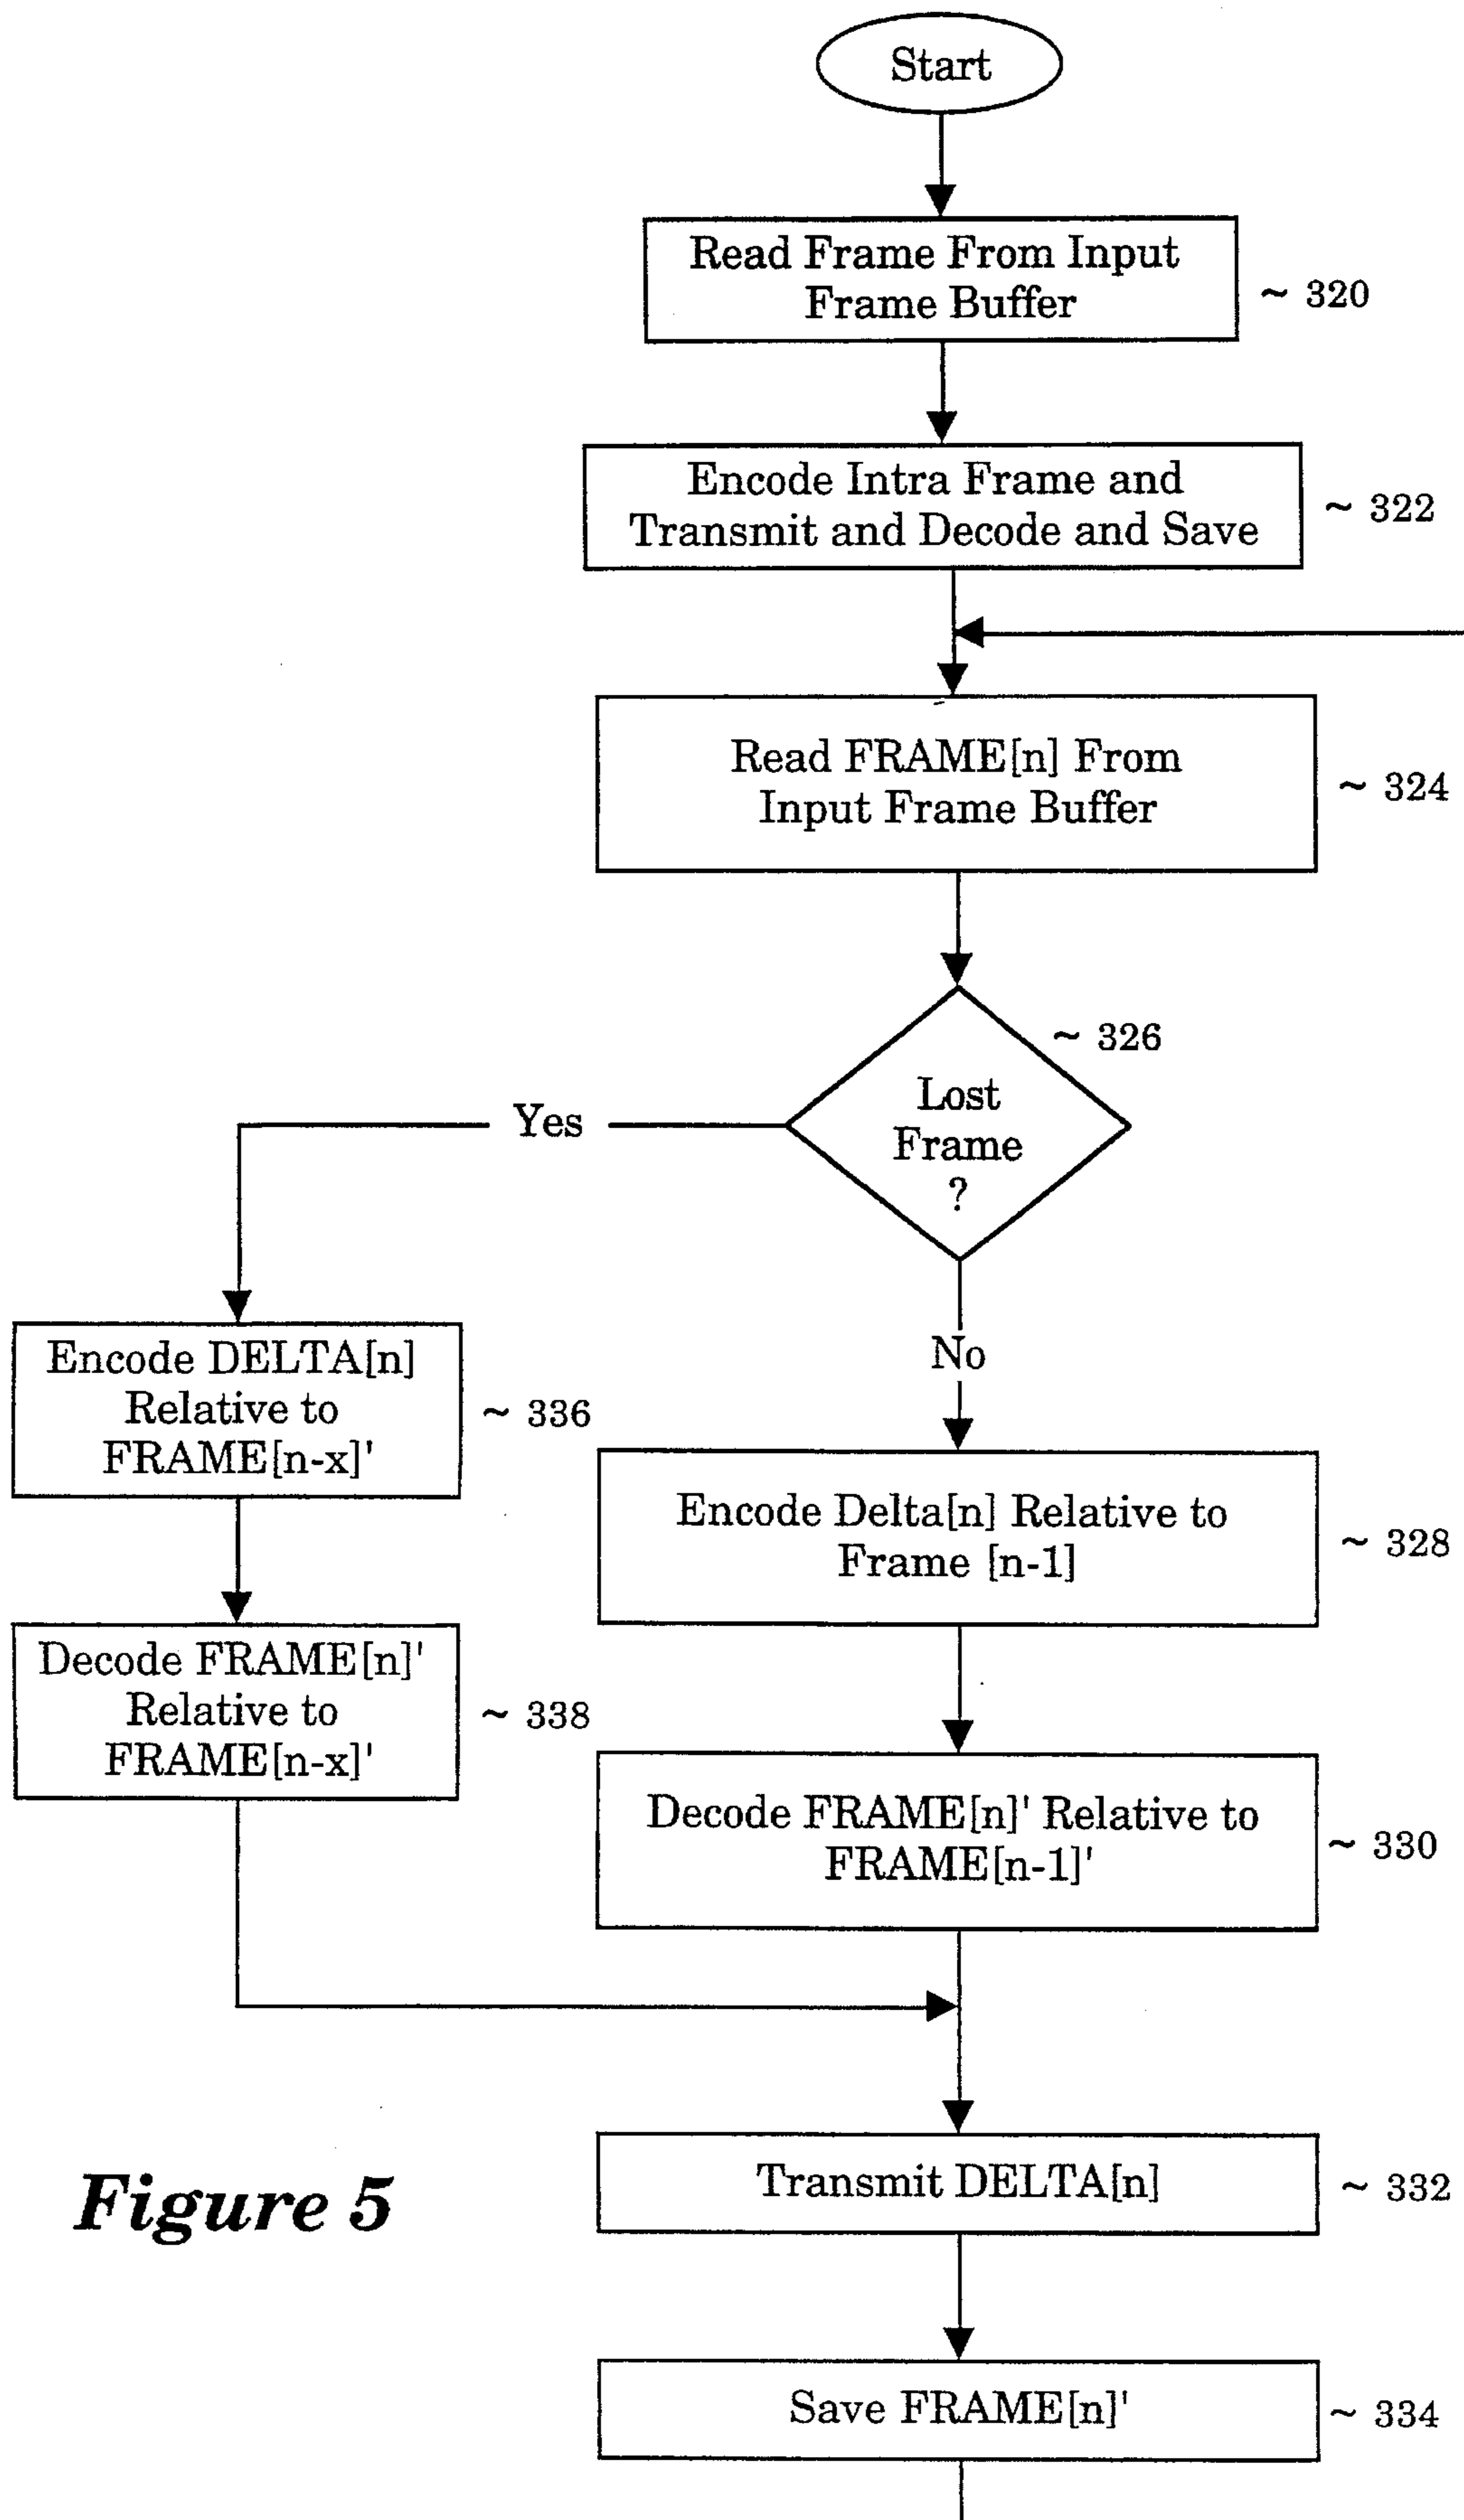 Start
Read Frame From Input
Frame Buffer
~ 320
Encode Intra Frame and
Transmit and Decode and Save
~ 322
Read FRAME[n] From
Input Frame Buffer
~ 324
Lost
Frame
?
~ 326
Yes
No
Encode DELTA[n]
Relative to
FRAME[n-x]'
~ 336
Encode Delta[n] Relative to
Frame [n-1]
~ 328
Decode FRAME[n]'
Relative to
FRAME[n-x]'
~ 338
Decode FRAME[n]' Relative to
FRAME[n-1]'
~ 330
Transmit DELTA[n]
~ 332
Figure 5
Save FRAME[n]'
~ 334